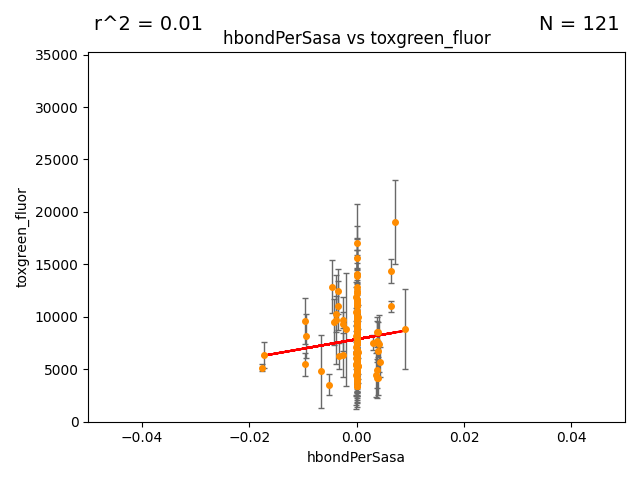 r^2 = 0.01
N = 121
hbondPerSasa vs toxgreen_fluor
toxgreen_fluor
35000
30000
25000
20000
15000
10000
5000
0
−0.04
−0.02
0.00
0.02
0.04
hbondPerSasa